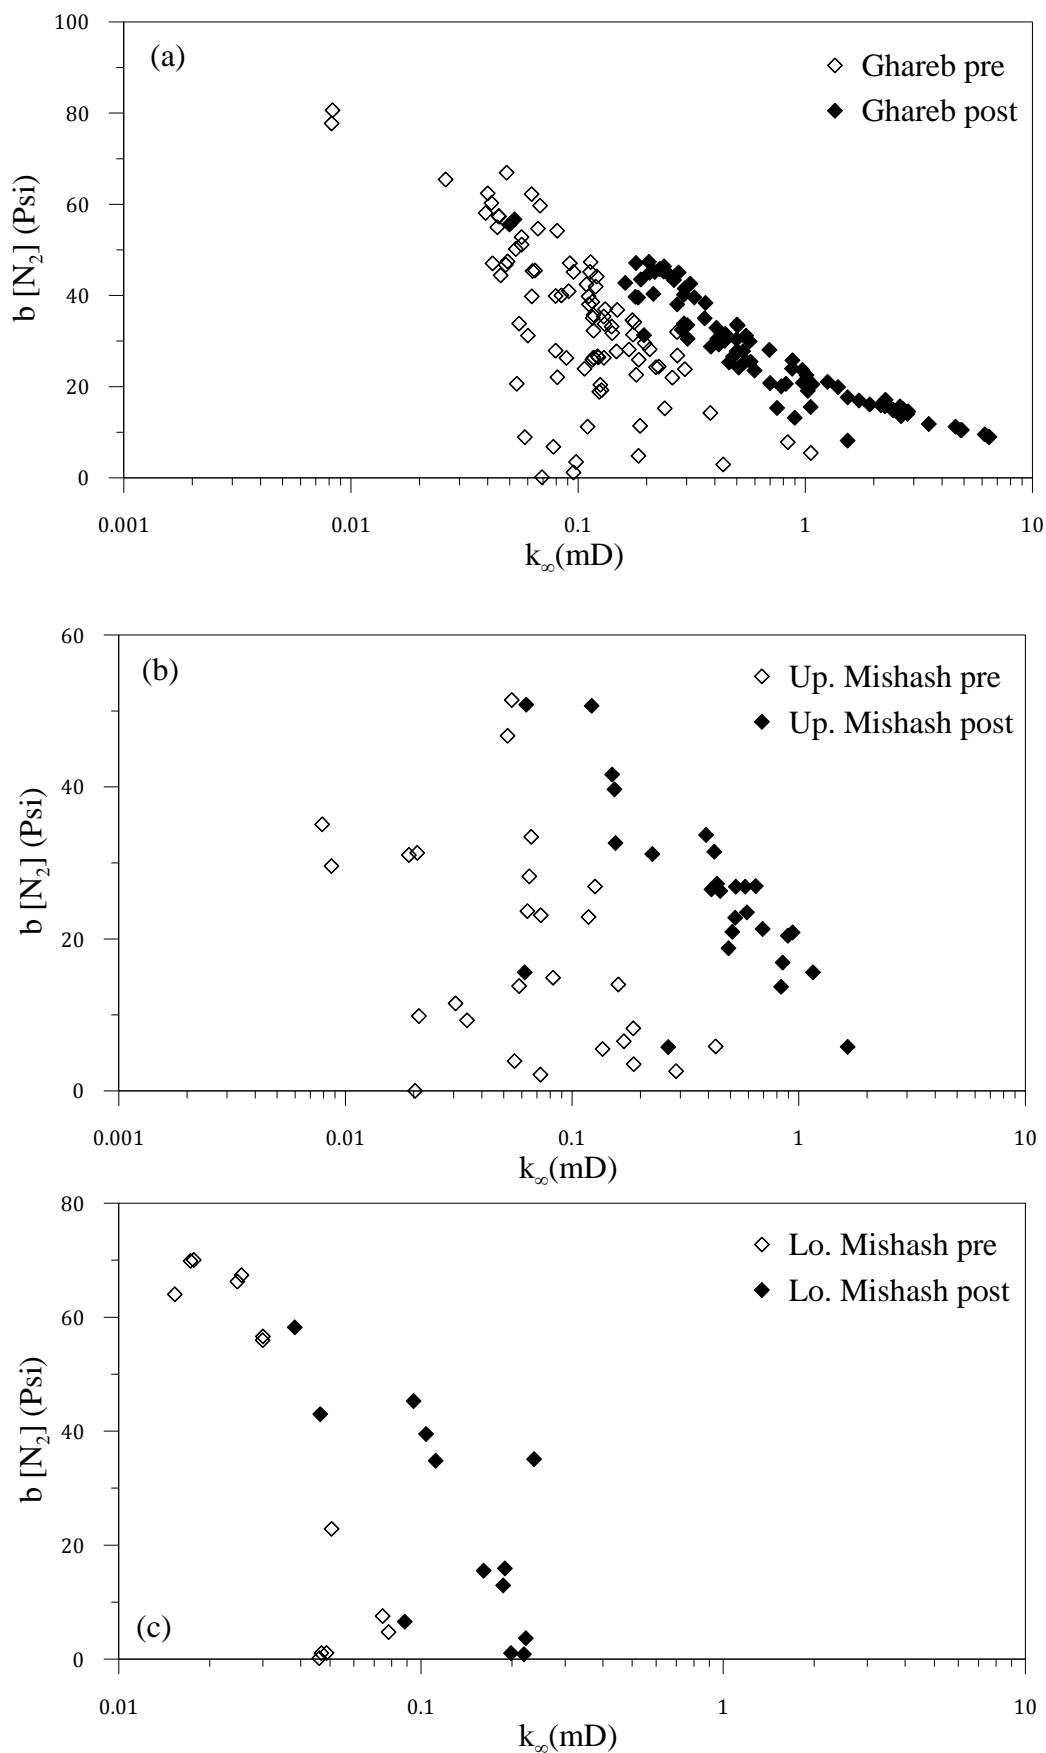 100
(a)
Ghareb pre
80
Ghareb post
60
b [N₂] (Psi)
40
20
0
0.001
0.01
0.1
1
10
k∞(mD)
60
(b)
Up. Mishash pre
Up. Mishash post
40
b [N₂] (Psi)
20
0
0.001
0.01
0.1
1
10
k∞(mD)
80
Lo. Mishash pre
Lo. Mishash post
60
b [N₂] (Psi)
40
20
(c)
0
0.01
0.1
1
10
k∞(mD)